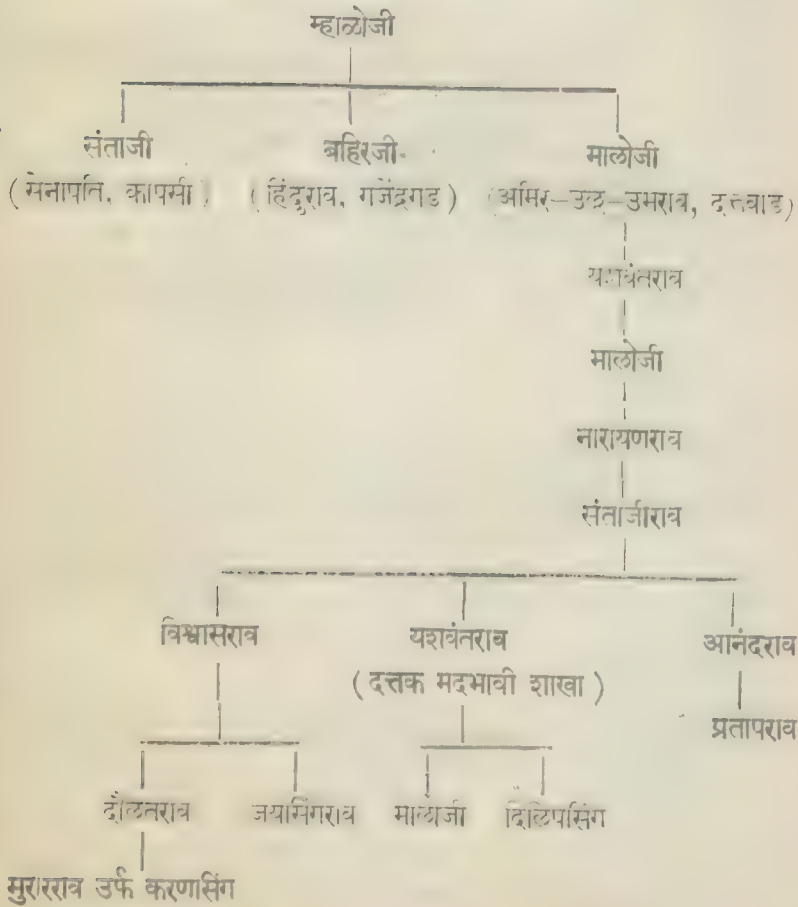 म्हाळोजी
संताजी बहिरजी मालोजी
( सेनापति, कापसी ) ( हिंदुराव, गजेंद्रगड ) ( अमिर-उल-उमराव, दत्तवाड )
यशवंतराव
मालोजी
नारायणराव
संताजीराव
विश्वासराव यशवंतराव आनंदराव
( दत्तक मदभावी शाखा )
प्रतापराव
दौलतराव जयसिंगराव मालोजी दिलिपसिंग
मुरारराव उर्फ करणसिंग